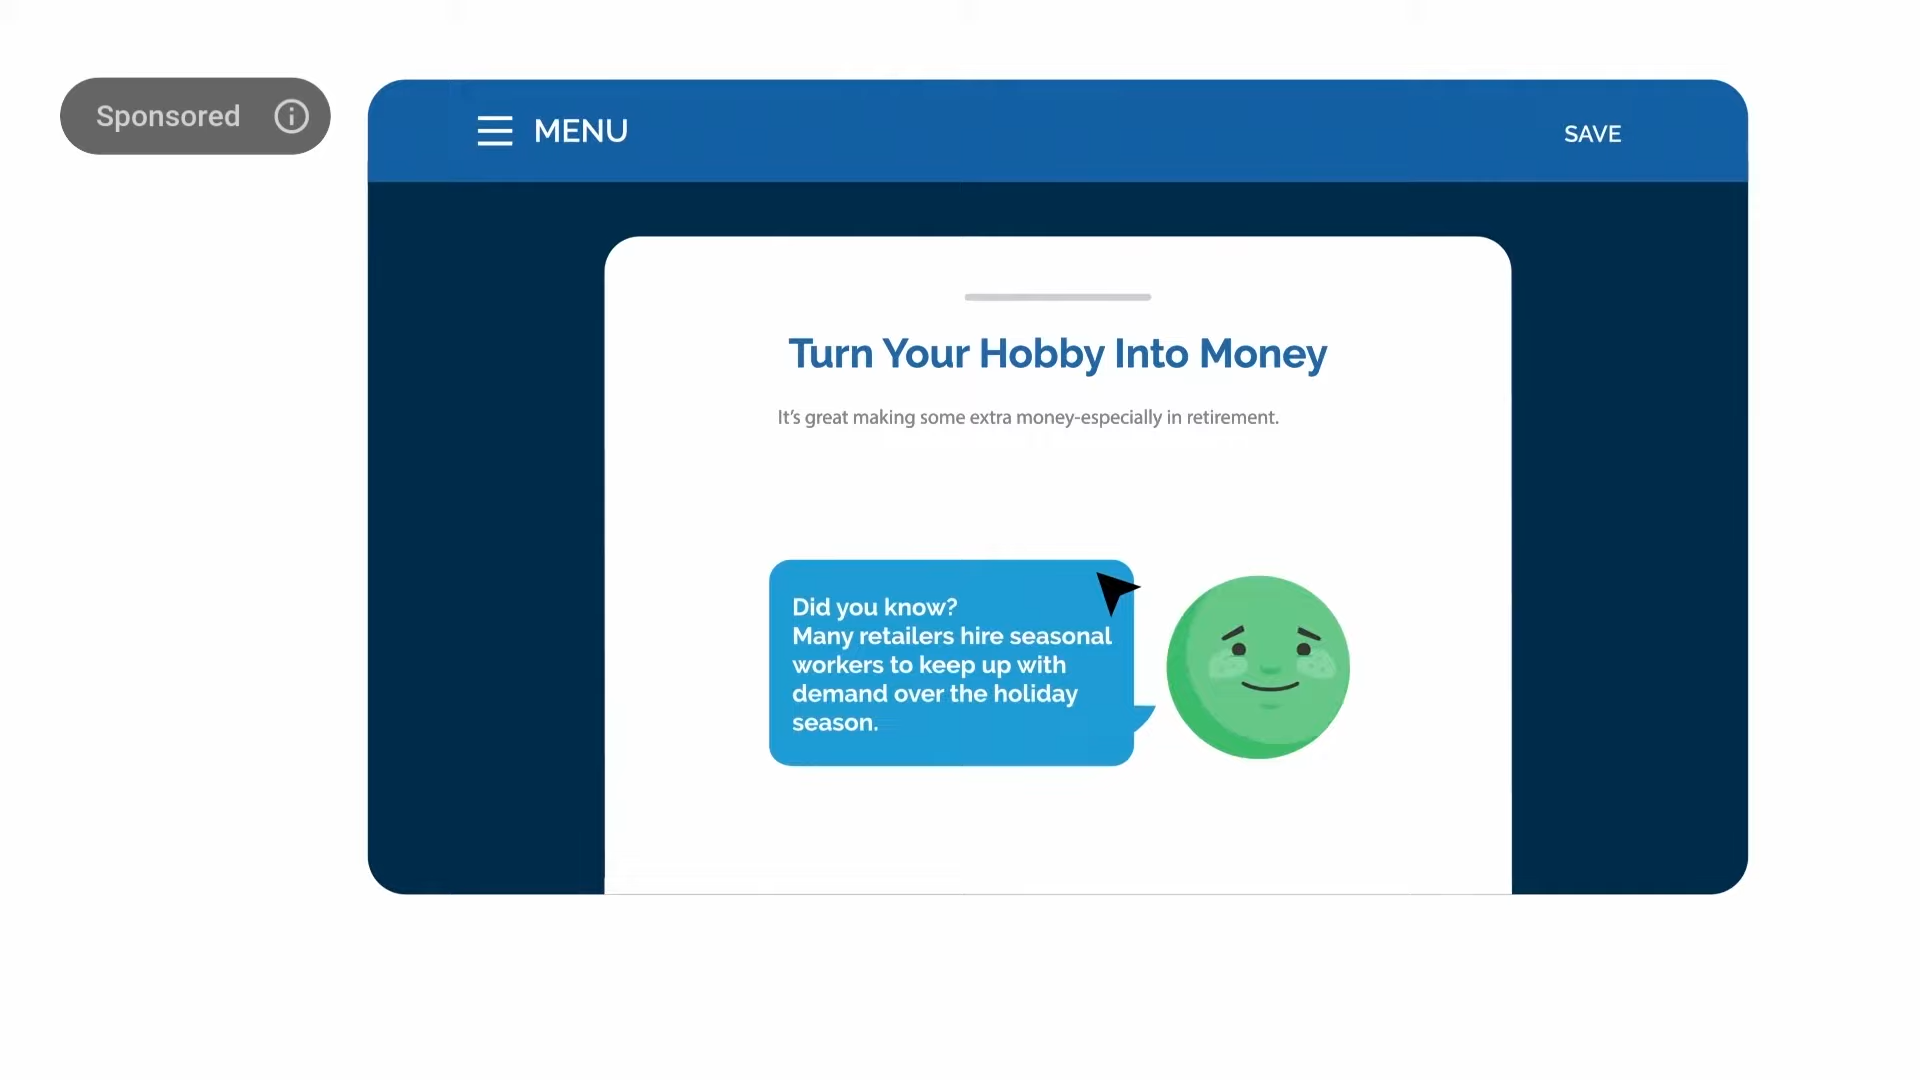 Sponsored
MENU
SAVE
Turn Your Hobby Into Money
It's great making some extra money-especially in retirement.
Did you know?
Many retailers hire seasonal
workers to keep up with
demand over the holiday
season.